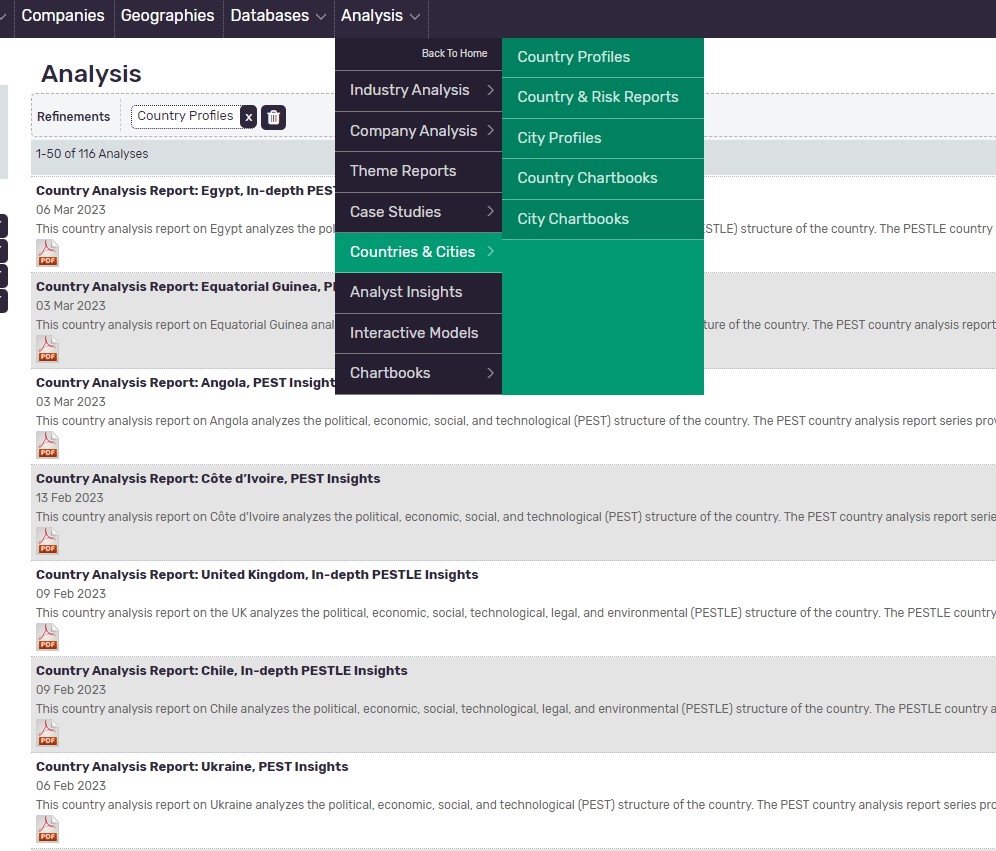 Companies
Geographies
Databases
Analysis
Back To Home
Industry Analysis
Company Analysis
Theme Reports
Case Studies
Countries & Cities
Analyst Insights
Interactive Models
Chartbooks
Country Profiles
Country & Risk Reports
City Profiles
Country Chartbooks
City Chartbooks
Analysis
Refinements
Country Profiles x
1-50 of 116 Analyses
Country Analysis Report: Egypt, In-depth PEST
06 Mar 2023
This country analysis report on Egypt analyzes the pol STLE) structure of the country. The PESTLE country
PDF
Country Analysis Report: Equatorial Guinea, P
03 Mar 2023
This country analysis report on Equatorial Guinea anal ture of the country. The PEST country analysis report
PDF
Country Analysis Report: Angola, PEST Insight
03 Mar 2023
This country analysis report on Angola analyzes the political, economic, social, and technological (PEST) structure of the country. The PEST country analysis report series prov
PDF
Country Analysis Report: Côte d’Ivoire, PEST Insights
13 Feb 2023
This country analysis report on Côte d’Ivoire analyzes the political, economic, social, and technological (PEST) structure of the country. The PEST country analysis report serie
PDF
Country Analysis Report: United Kingdom, In-depth PESTLE Insights
09 Feb 2023
This country analysis report on the UK analyzes the political, economic, social, technological, legal, and environmental (PESTLE) structure of the country. The PESTLE country
PDF
Country Analysis Report: Chile, In-depth PESTLE Insights
09 Feb 2023
This country analysis report on Chile analyzes the political, economic, social, technological, legal, and environmental (PESTLE) structure of the country. The PESTLE country a
PDF
Country Analysis Report: Ukraine, PEST Insights
06 Feb 2023
This country analysis report on Ukraine analyzes the political, economic, social, and technological (PEST) structure of the country. The PEST country analysis report series pro
PDF